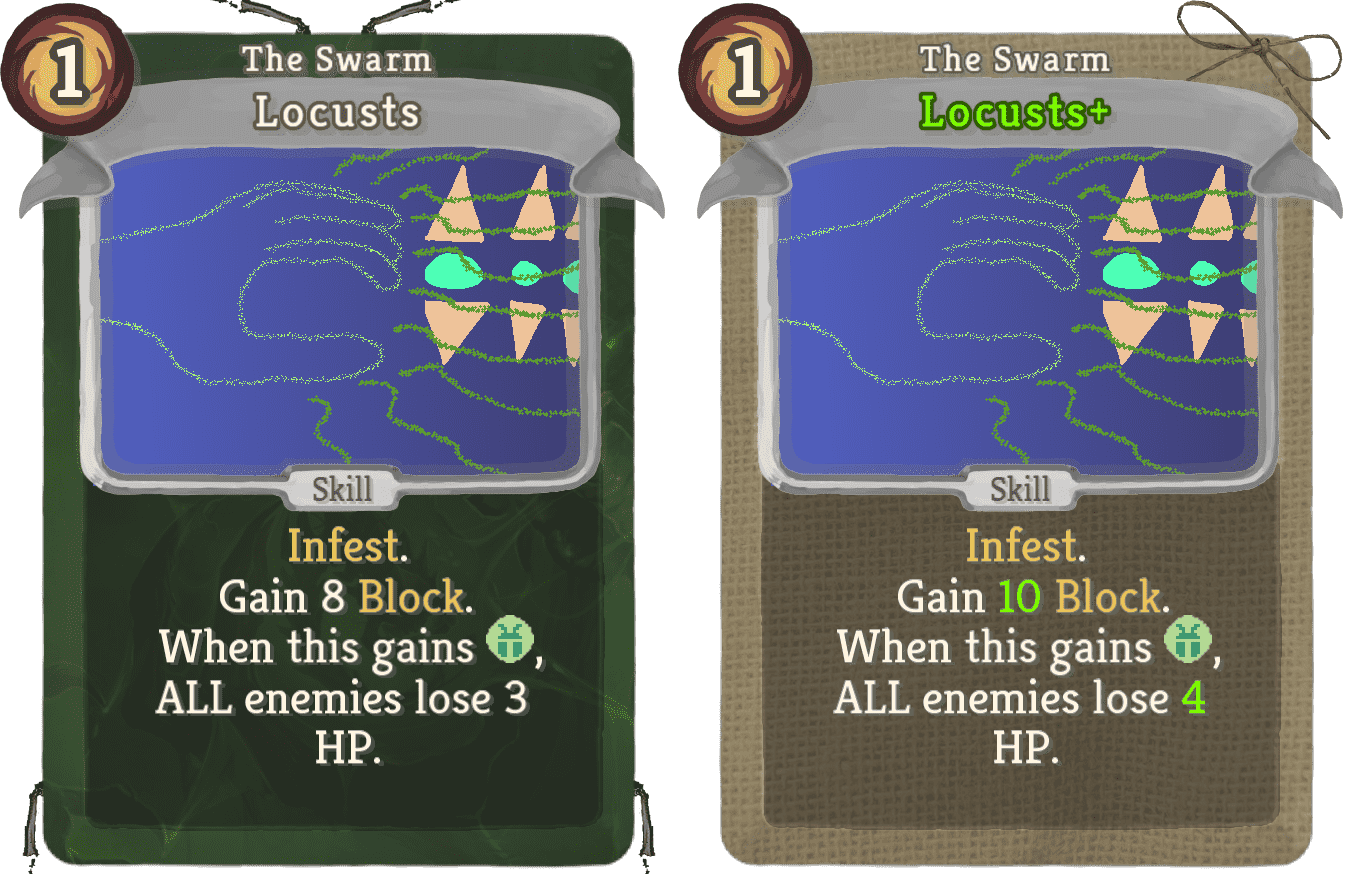 1
The Swarm
Locusts
Skill
Infest.
Gain 8 Block.
When this gains ,
ALL enemies lose 3
HP.
1
The Swarm
Locusts+
Skill
Infest.
Gain 10 Block.
When this gains ,
ALL enemies lose 4
HP.